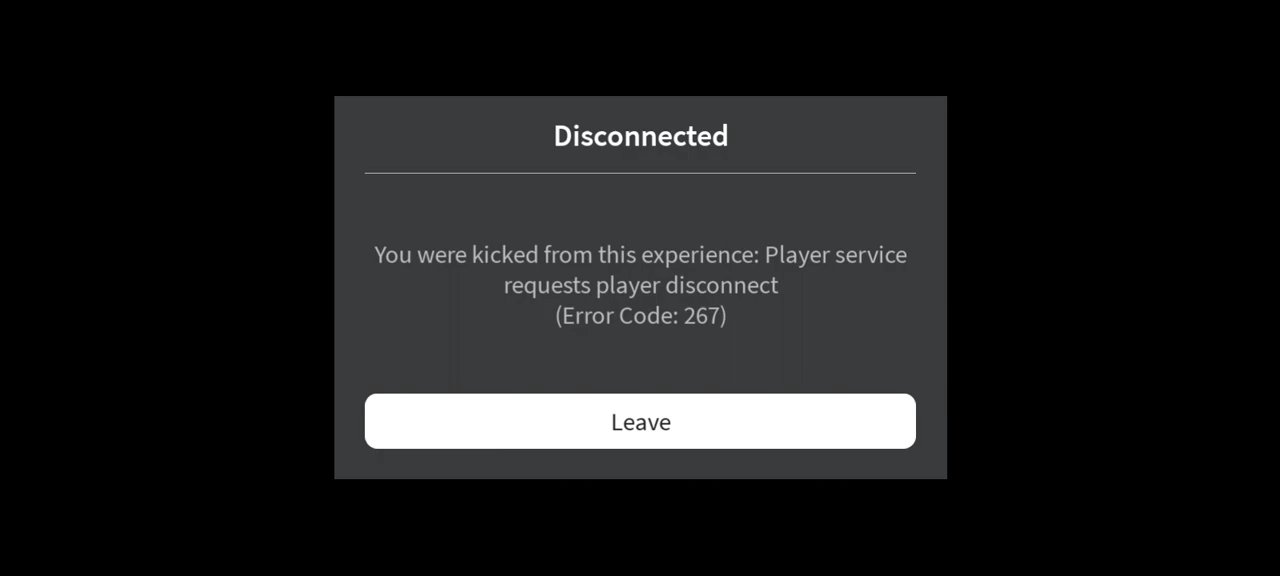 Disconnected
You were kicked from this experience: Player service
requests player disconnect
(Error Code: 267)
Leave